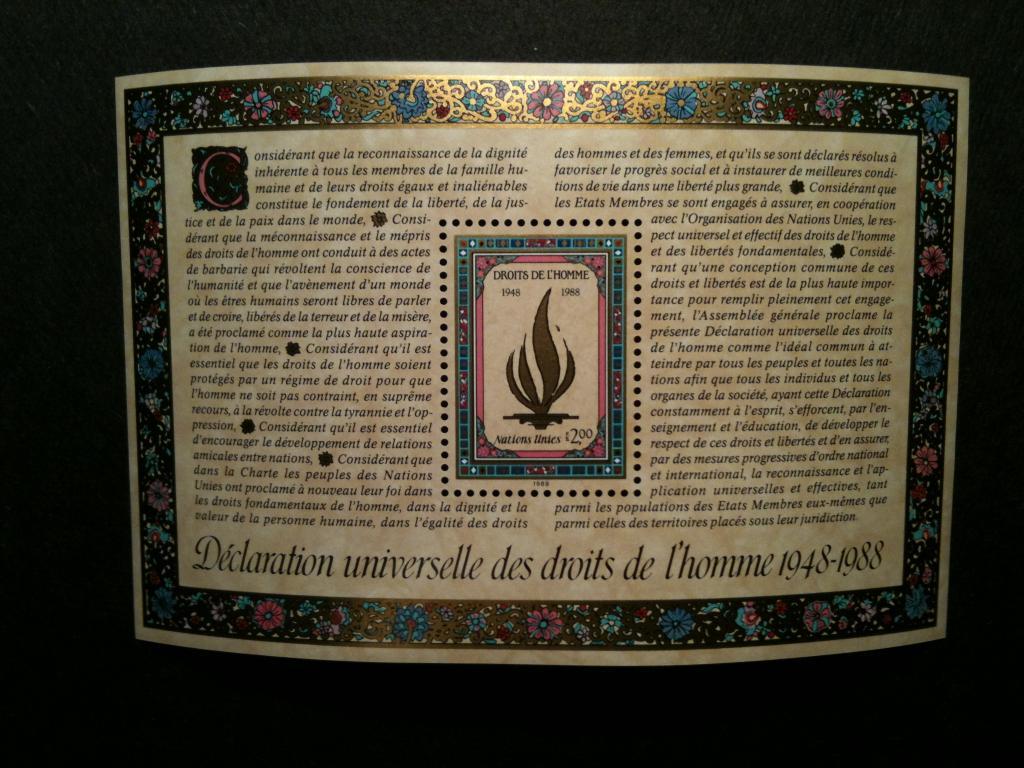 Considérant que la reconnaissance de la dignité
inhérente à tous les membres de la famille hu-
maine et de leurs droits égaux et inaliénables
constitue le fondement de la liberté, de la jus-
tice et de la paix dans le monde, Consi-
dérant que la méconnaissance et le mépris
des droits de l'homme ont conduit à des actes
de barbarie qui révoltent la conscience de
l'humanité et que l'avènement d'un monde
où les êtres humains seront libres de parler
et de croire, libérés de la terreur et de la misère,
a été proclamé comme la plus haute aspira-
tion de l'homme, Considérant qu'il est
essentiel que les droits de l'homme soient
protégés par un régime de droit pour que
l'homme ne soit pas contraint, en suprême
recours, à la révolte contre la tyrannie et l'op-
pression, Considérant qu'il est essentiel
d'encourager le développement de relations
amicales entre nations, Considérant que
dans la Charte les peuples des Nations
Unies ont proclamé à nouveau leur foi dans
les droits fondamentaux de l'homme, dans la dignité et la
valeur de la personne humaine, dans l'égalité des droits
des hommes et des femmes, et qu'ils se sont déclarés résolus à
favoriser le progrès social et à instaurer de meilleures condi-
tions de vie dans une liberté plus grande, Considérant que
les Etats Membres se sont engagés à assurer, en coopération
avec l'Organisation des Nations Unies, le res-
pect universel et effectif des droits de l'homme
et des libertés fondamentales, Considé-
rant qu'une conception commune de ces
droits et libertés est de la plus haute impor-
tance pour remplir pleinement cet engage-
ment, l'Assemblée générale proclame la
présente Déclaration universelle des droits
de l'homme comme l'idéal commun à at-
teindre par tous les peuples et toutes les na-
tions afin que tous les individus et tous les
organes de la société, ayant cette Déclaration
constamment à l'esprit, s'efforcent, par l'en-
seignement et l'éducation, de développer le
respect de ces droits et libertés et d'en assurer,
par des mesures progressives d'ordre national
et international, la reconnaissance et l'ap-
plication universelles et effectives, tant
parmi les populations des Etats Membres eux-mêmes que
parmi celles des territoires placés sous leur juridiction.
DROITS DE L'HOMME
1948 1988
Nations Unies F.S. 2,00
1988
Déclaration universelle des droits de l'homme 1948-1988